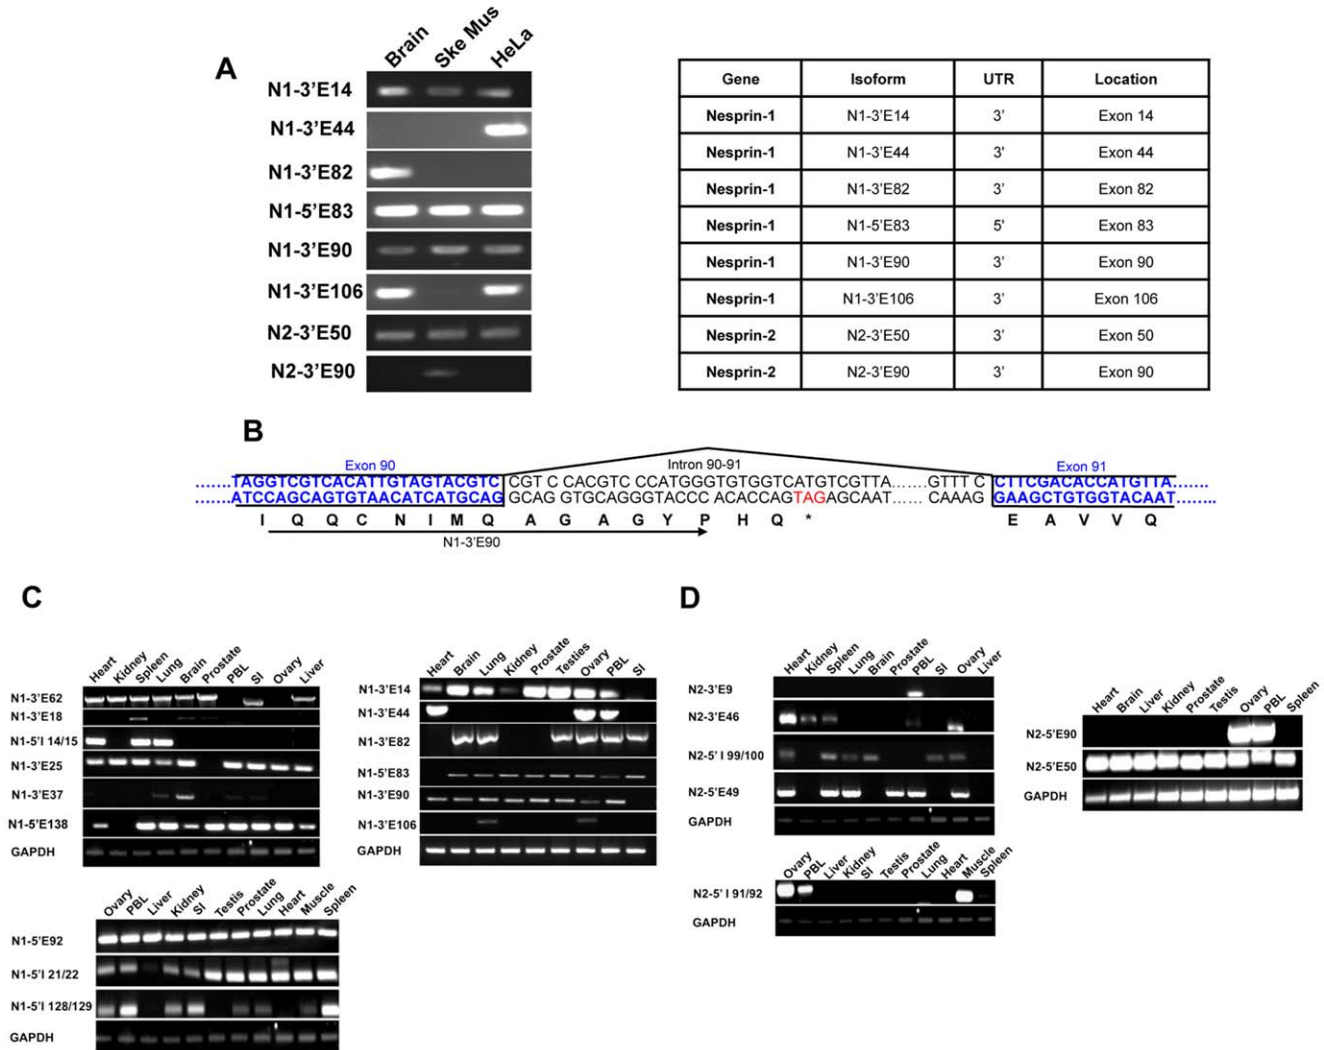 A
Brain
Ske Mus
HeLa
N1-3'E14
N1-3'E44
N1-3'E82
N1-5'E83
N1-3'E90
N1-3'E106
N2-3'E50
N2-3'E90
Gene Isoform UTR Location
Nesprin-1 N1-3'E14 3' Exon 14
Nesprin-1 N1-3'E44 3' Exon 44
Nesprin-1 N1-3'E82 3' Exon 82
Nesprin-1 N1-5'E83 5' Exon 83
Nesprin-1 N1-3'E90 3' Exon 90
Nesprin-1 N1-3'E106 3' Exon 106
Nesprin-2 N2-3'E50 3' Exon 50
Nesprin-2 N2-3'E90 3' Exon 90
B
Exon 90 Intron 90-91 Exon 91
.......TAGGTCGTCACATTGTAGTACGTC CGT C CACGTC CCATGGGTGTGGTCATGTCGTTA......GTTT C CTTCGACACCATGTTA.......
.......ATCCAGCAGTGTAACATCATGCAG GCAG GTGCAGGGTACCC ACACCAGTAGAGCAAT...... CAAAG GAAGCTGTGGTACAAT........
I Q Q C N I M Q A G A G Y P H Q * E A V V Q
N1-3'E90
C
Heart Kidney Spleen Lung Brain Prostate PBL SI Ovary Liver
N1-3'E62
N1-3'E18
N1-5'I 14/15
N1-3'E25
N1-3'E37
N1-5'E138
GAPDH
Heart Brain Lung Kidney Prostate Testies Ovary PBL SI
N1-3'E14
N1-3'E44
N1-3'E82
N1-5'E83
N1-3'E90
N1-3'E106
GAPDH
Ovary PBL Liver Kidney SI Testis Prostate Lung Heart Muscle Spleen
N1-5'E92
N1-5'I 21/22
N1-5'I 128/129
GAPDH
D
Heart Kidney Spleen Lung Brain Prostate PBL SI Ovary Liver
N2-3'E9
N2-3'E46
N2-5' I 99/100
N2-5'E49
GAPDH
Heart Brain Liver Kidney Prostate Testis Ovary PBL Spleen
N2-5'E90
N2-5'E50
GAPDH
Ovary PBL Liver Kidney SI Testis Prostate Lung Heart Muscle Spleen
N2-5' I 91/92
GAPDH